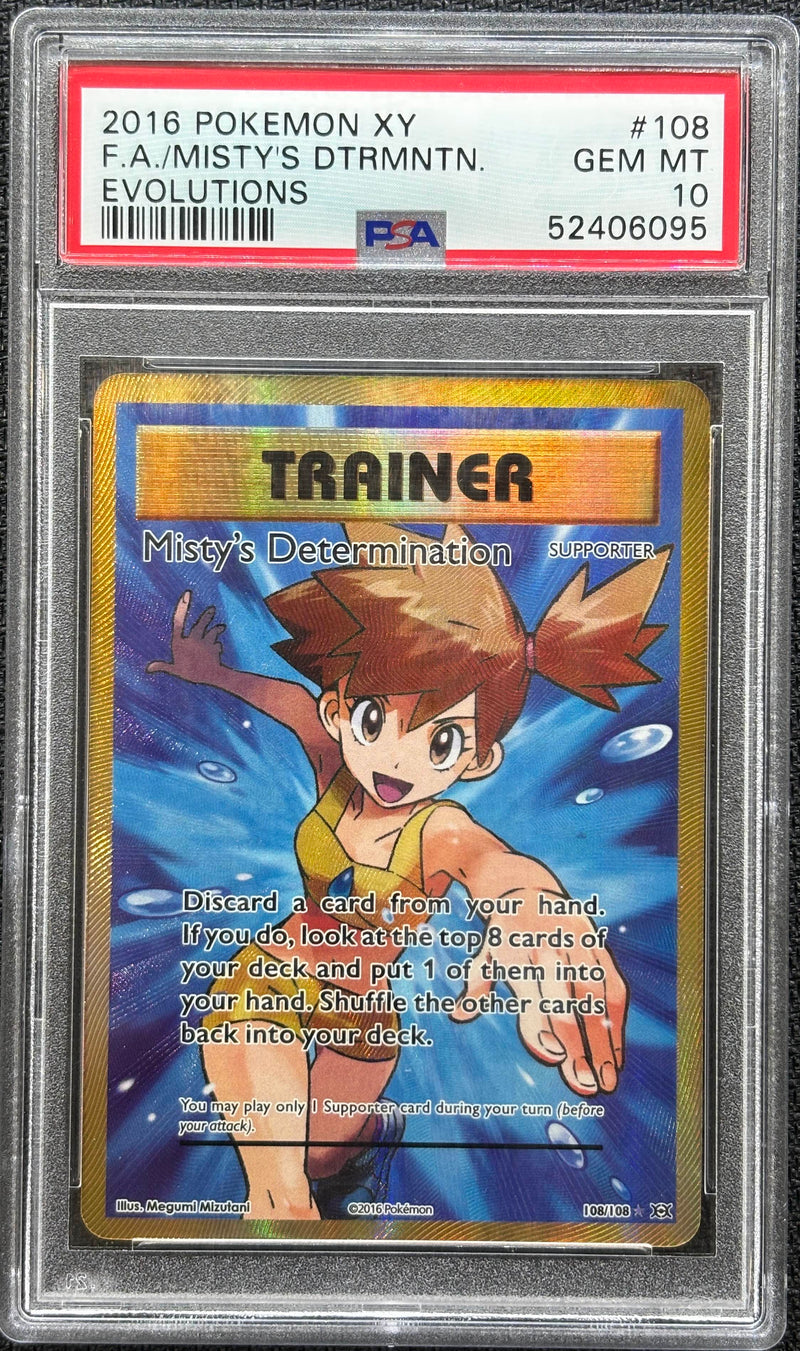 2016 POKEMON XY #108
F.A./MISTY'S DTRMNTN. GEM MT
EVOLUTIONS 10
PSA 52406095
TRAINER
Misty's Determination SUPPORTER
Discard a card from your hand.
If you do, look at the top 8 cards of
your deck and put 1 of them into
your hand. Shuffle the other cards
back into your deck.
You may play only 1 Supporter card during your turn (before
your attack).
Illus. Megumi Mizutani ©2016 Pokémon 108/108 ★